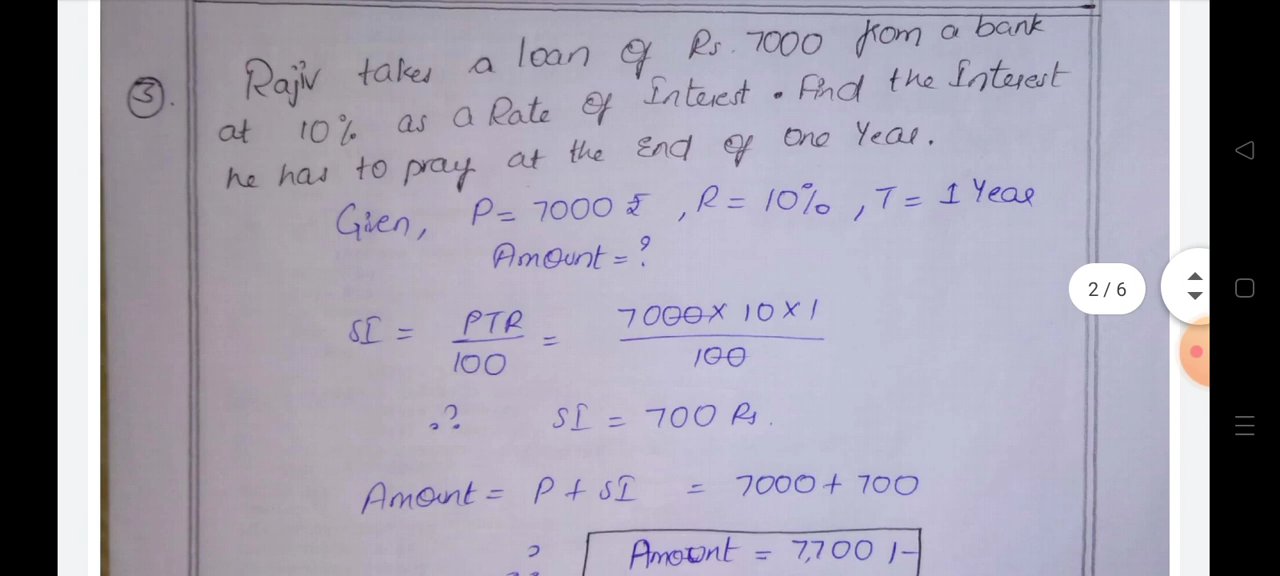 3. Rajiv takes a loan of Rs. 7000 from a bank
at 10% as a Rate of Interest. Find the Interest
he has to pray at the End of One Year.
Given, P = 7000 ₹, R = 10%, T = 1 Year
Amount = ?
SI = PTR/100 = 7000 × 10 × 1/100
∴ SI = 700 Rs.
Amount = P + SI = 7000 + 700
∴ Amount = 7,700 /-
2 / 6